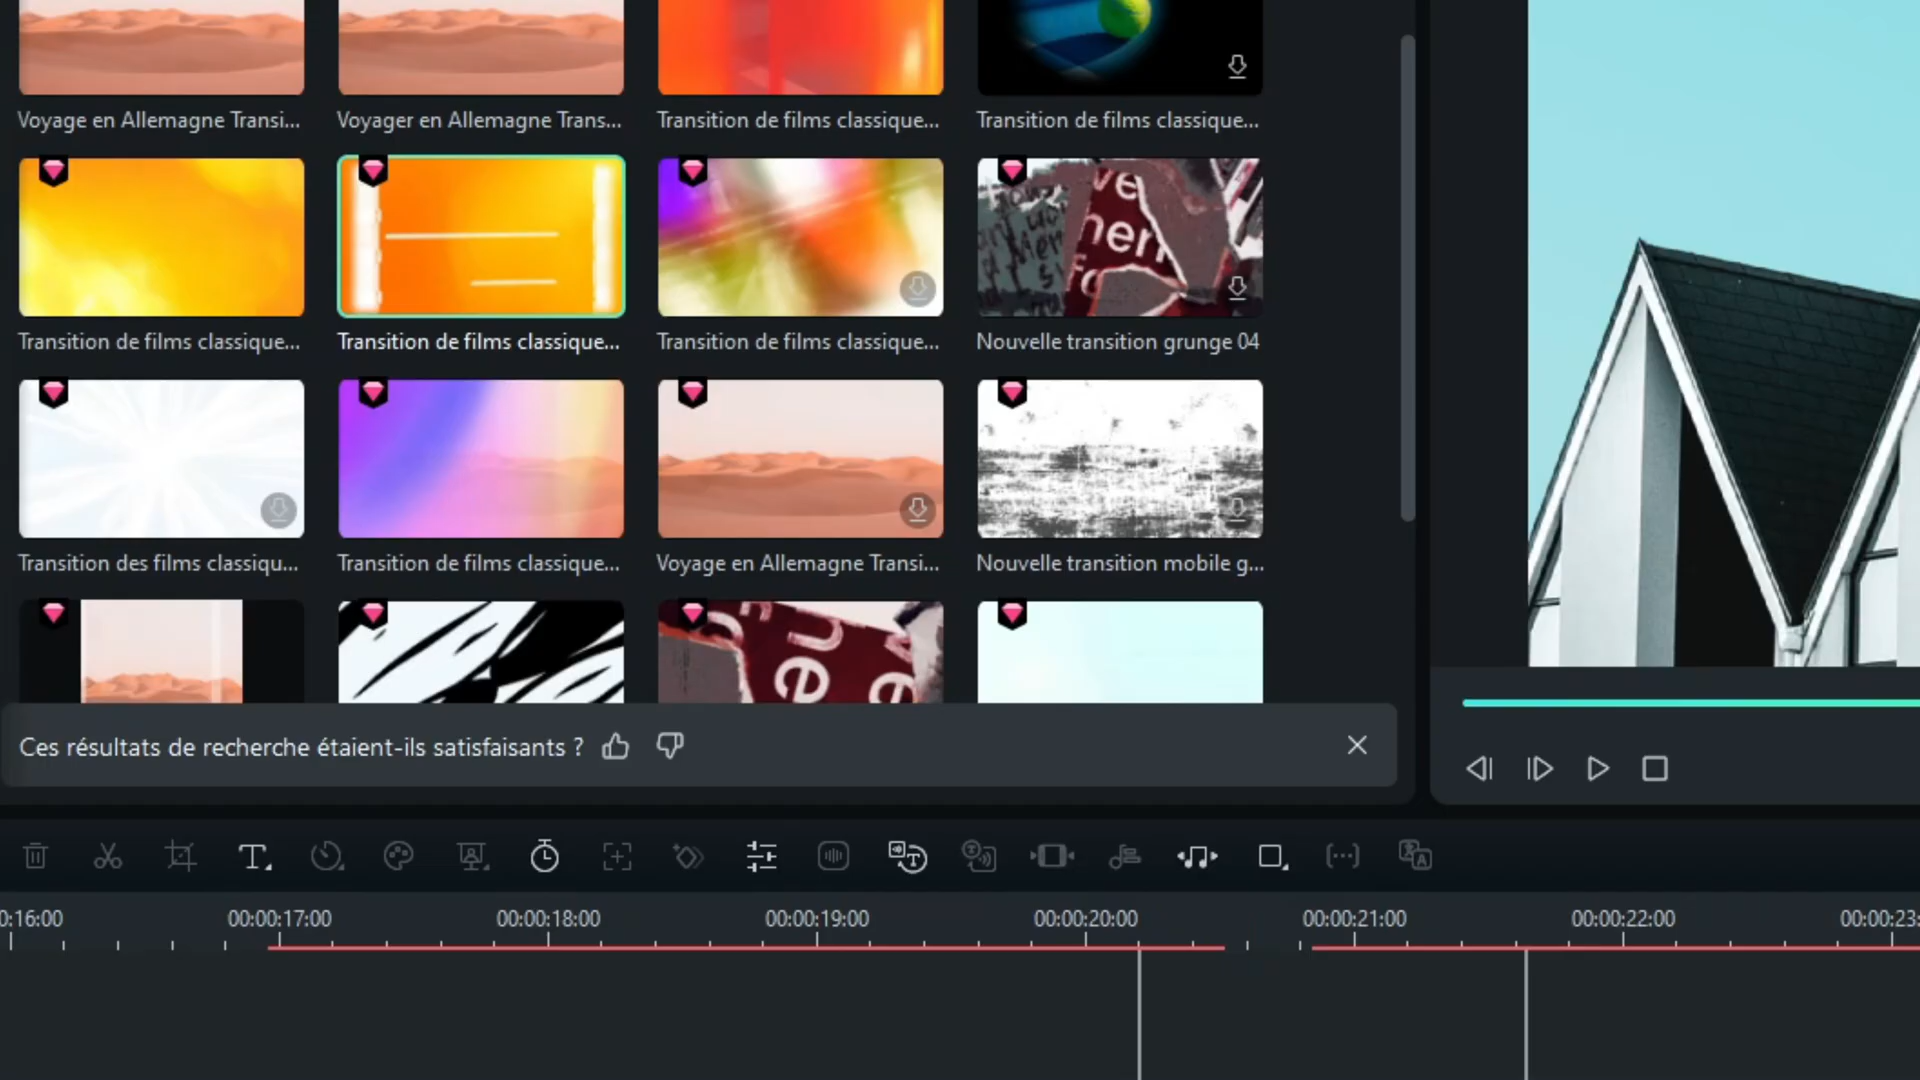 Voyage en Allemagne Transi...
Voyager en Allemagne Trans...
Transition de films classique...
Transition de films classique...
Transition de films classique...
Transition de films classique...
Transition de films classique...
Nouvelle transition grunge 04
Transition des films classiqu...
Transition de films classique...
Voyage en Allemagne Transi...
Nouvelle transition mobile g...
Ces résultats de recherche étaient-ils satisfaisants ?
0:16:00
00:00:17:00
00:00:18:00
00:00:19:00
00:00:20:00
00:00:21:00
00:00:22:00
00:00:23: